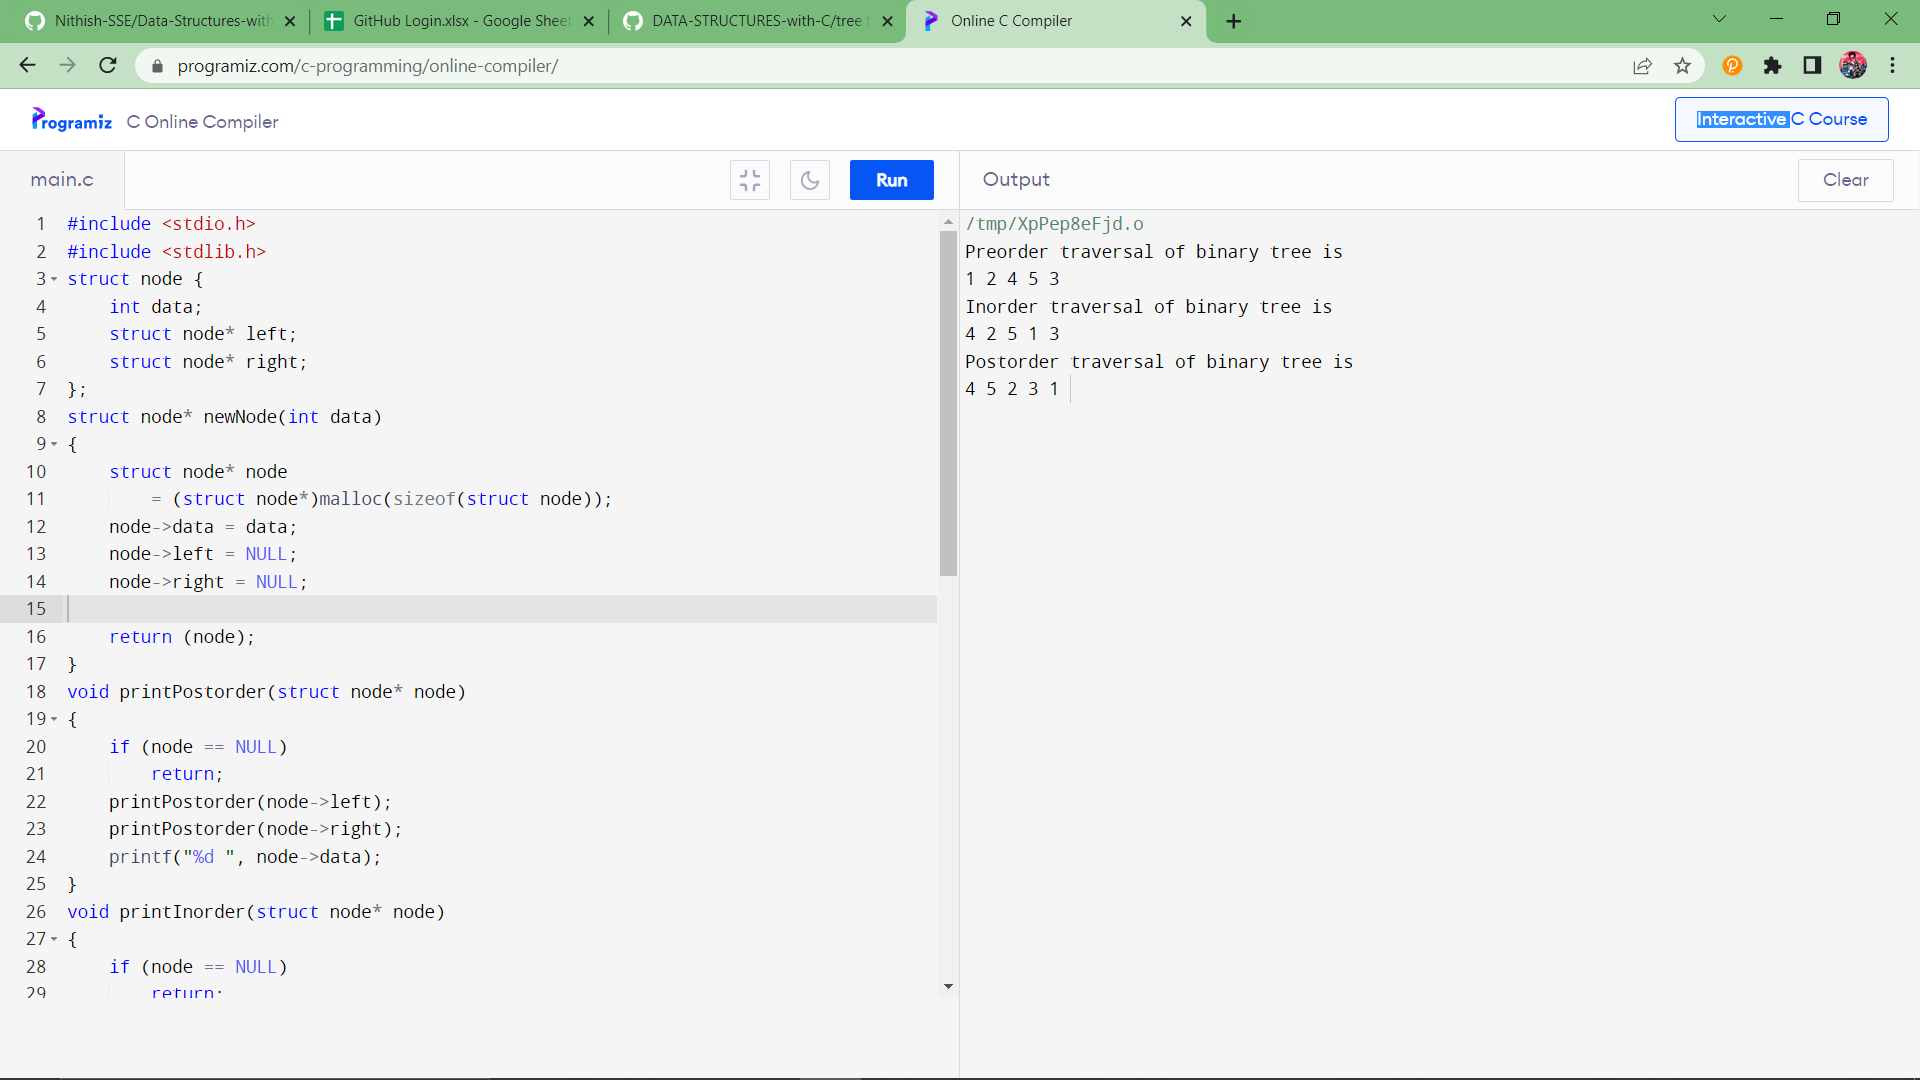 Nithish-SSE/Data-Structures-with
GitHub Login.xlsx - Google Sheet
DATA-STRUCTURES-with-C/tree t
Online C Compiler
programiz.com/c-programming/online-compiler/
Programiz C Online Compiler
Interactive C Course
main.c
Run
Output
Clear
1 #include <stdio.h>
2 #include <stdlib.h>
3 struct node {
4 int data;
5 struct node* left;
6 struct node* right;
7 };
8 struct node* newNode(int data)
9 {
10 struct node* node
11 = (struct node*)malloc(sizeof(struct node));
12 node->data = data;
13 node->left = NULL;
14 node->right = NULL;
15
16 return (node);
17 }
18 void printPostorder(struct node* node)
19 {
20 if (node == NULL)
21 return;
22 printPostorder(node->left);
23 printPostorder(node->right);
24 printf("%d ", node->data);
25 }
26 void printInorder(struct node* node)
27 {
28 if (node == NULL)
29 return;
/tmp/XpPep8eFjd.o
Preorder traversal of binary tree is
1 2 4 5 3
Inorder traversal of binary tree is
4 2 5 1 3
Postorder traversal of binary tree is
4 5 2 3 1